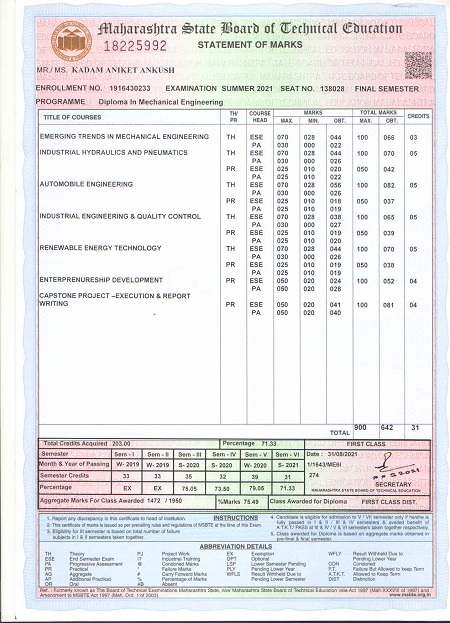 Maharashtra State Board of Technical Education
18225992
STATEMENT OF MARKS
MR./ MS. KADAM ANIKET ANKUSH
ENROLLMENT NO. 1916430233 EXAMINATION SUMMER 2021 SEAT NO. 138028 FINAL SEMESTER
PROGRAMME Diploma In Mechanical Engineering
TITLE OF COURSES TH/ PR COURSE HEAD MARKS MAX. MIN. OBT. TOTAL MARKS MAX. OBT. CREDITS
EMERGING TRENDS IN MECHANICAL ENGINEERING TH ESE 070 028 044 100 066 03
PA 030 000 022
INDUSTRIAL HYDRAULICS AND PNEUMATICS TH ESE 070 028 044 100 070 05
PA 030 000 026
PR ESE 025 010 020 050 042
PA 025 010 022
AUTOMOBILE ENGINEERING TH ESE 070 028 056 100 082 05
PA 030 000 026
PR ESE 025 010 018 050 037
PA 025 010 019
INDUSTRIAL ENGINEERING & QUALITY CONTROL TH ESE 070 028 038 100 065 05
PA 030 000 027
PR ESE 025 010 019 050 039
PA 025 010 020
RENEWABLE ENERGY TECHNOLOGY TH ESE 070 028 044 100 070 05
PA 030 000 026
PR ESE 025 010 019 050 038
PA 025 010 019
ENTERPRENURESHIP DEVELOPMENT PR ESE 050 020 024 100 052 04
PA 050 020 028
CAPSTONE PROJECT –EXECUTION & REPORT
WRITING PR ESE 050 020 041 100 081 04
PA 050 020 040
TOTAL 900 642 31
Total Credits Acquired 203.00 Percentage 71.33 FIRST CLASS
Semester Sem - I Sem - II Sem - III Sem - IV Sem - V Sem - VI Date : 31/08/2021
Month & Year of Passing W- 2019 W- 2019 S- 2020 S- 2020 W- 2020 S- 2021 1/1643/ME6I
Semester Credits 33 33 35 32 39 31 274
Percentage EX EX 75.05 73.50 79.05 71.33
SECRETARY
MAHARASHTRA STATE BOARD OF TECHNICAL EDUCATION
Aggregate Marks For Class Awarded 1472 / 1950 %Marks 75.49 Class Awarded for Diploma FIRST CLASS DIST.
INSTRUCTIONS
1. Report any discrepancy in this certificate to head of Institution.
2. This certificate of marks is issued as per prevailing rules and regulations of MSBTE at the time of this Exam.
3. Eligibility for III semester is based on total number of failure
subjects in I & II semesters taken together.
4. Candidate is eligible for admission to V / VII semester only if he/she is
fully passed in I & II / III & IV semesters & availed benefit of
A.T.K.T./ PASS at III & IV / V & VI semesters taken together respectively.
5. Class awarded for Diploma is based on aggregate marks obtained in
pre-final & final semester.
ABBREVIATION DETAILS
TH Theory PJ Project Work EX Exemption WFLY Result Withheld Due to
ESE End Semester Exam IT Industrial Training OPT Optional Pending Lower Year
PA Progressive Assessment @ Condoned Marks LSP Lower Semester Pending CON Condoned
PR Practical * Failure Marks PLY Pending Lower Year F.T. Failure But Allowed to Keep Term
AG Aggregate # Carry Forward Marks WFLS Result Withheld Due to A.T.K.T. Allowed to Keep Term
AP Additional Practical % Percentage of Marks Pending Lower Semester DIST Distinction
OR Oral AB Absent
Ref. : Formerly known as The Board of Technical Examinations Maharashtra State, now Maharashtra State Board of Technical Education vide Act 1997 (Mah.XXXVIII of 1997) and
Amendment to MSBTE Act 1997 (Mah. Ord. 1 of 2003) www.msbte.org.in